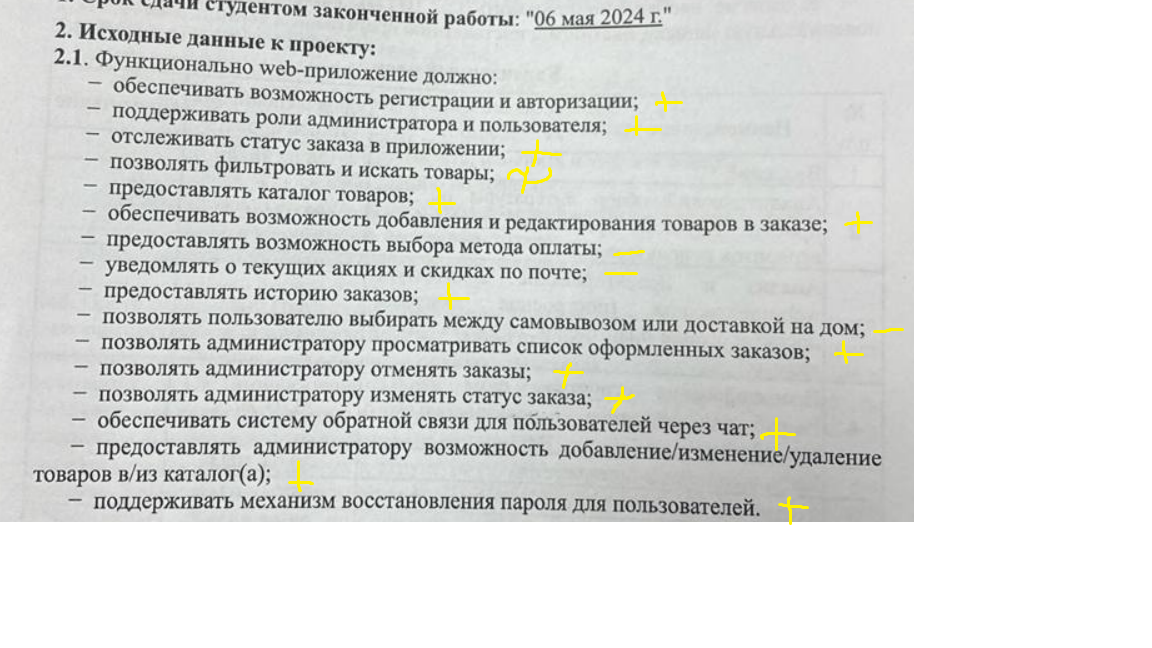 1. Срок сдачи студентом законченной работы: "06 мая 2024 г."
2. Исходные данные к проекту:
2.1. Функционально web-приложение должно:
– обеспечивать возможность регистрации и авторизации; +
– поддерживать роли администратора и пользователя; +
– отслеживать статус заказа в приложении; +
– позволять фильтровать и искать товары;
– предоставлять каталог товаров; +
– обеспечивать возможность добавления и редактирования товаров в заказе; +
– предоставлять возможность выбора метода оплаты; –
– уведомлять о текущих акциях и скидках по почте; –
– предоставлять историю заказов; +
– позволять пользователю выбирать между самовывозом или доставкой на дом; –
– позволять администратору просматривать список оформленных заказов; +
– позволять администратору отменять заказы; +
– позволять администратору изменять статус заказа; +
– обеспечивать систему обратной связи для пользователей через чат; +
– предоставлять администратору возможность добавление/изменение/удаление
товаров в/из каталог(а); +
– поддерживать механизм восстановления пароля для пользователей. +